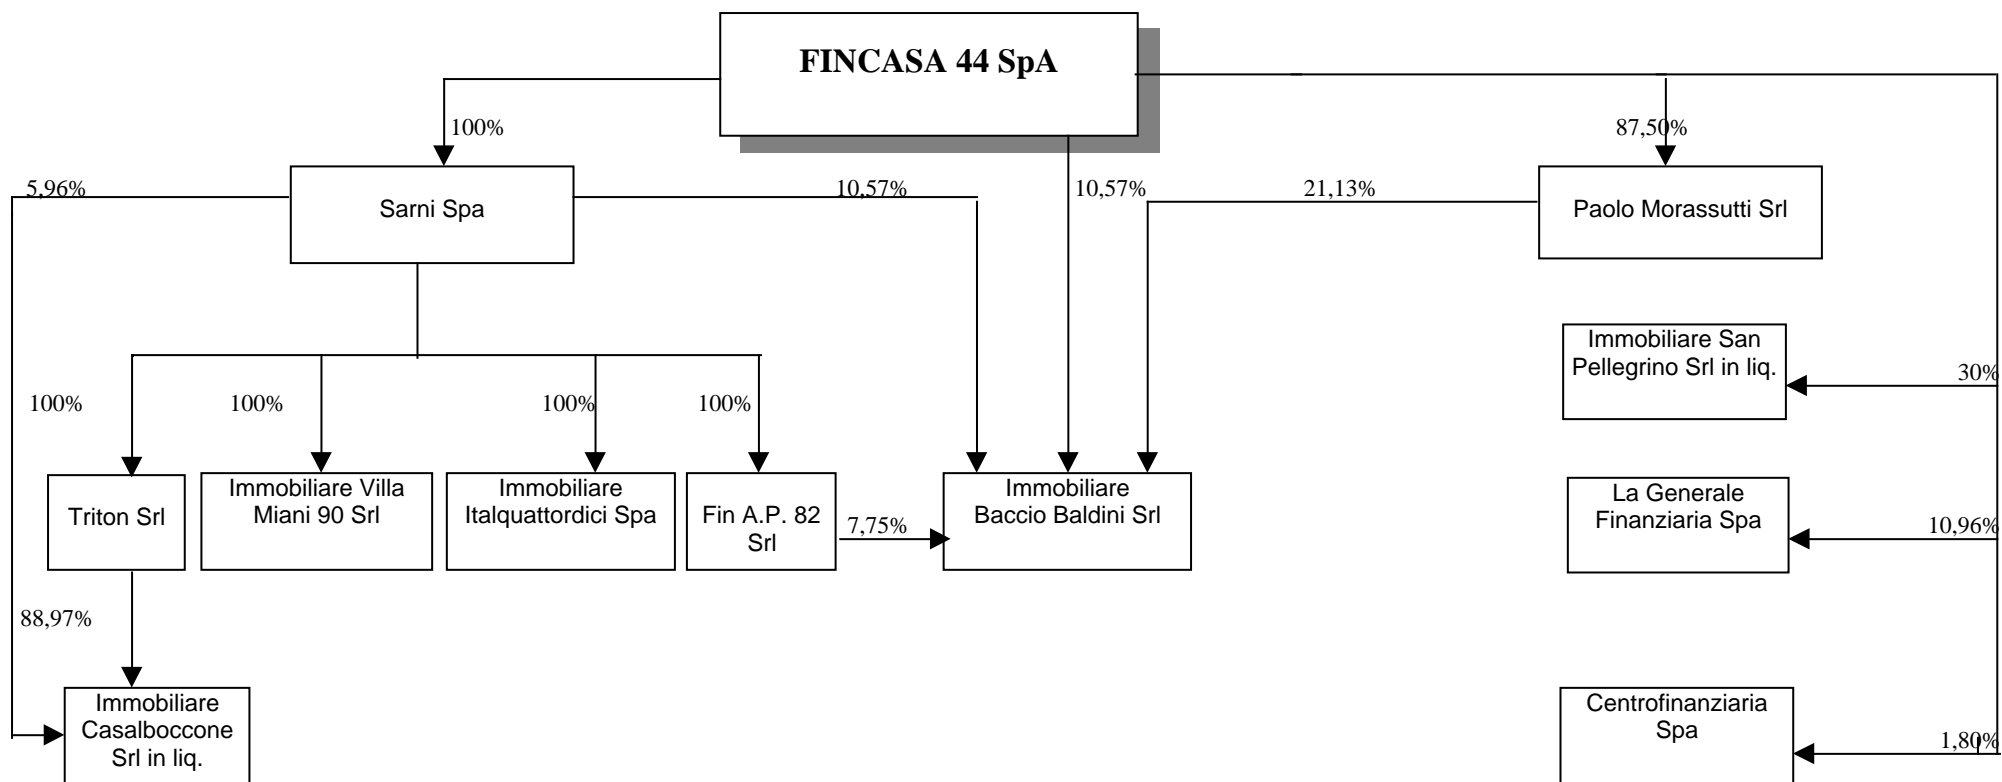 FINCASA 44 SpA
100%
87,50%
5,96%
10,57%
10,57%
21,13%
Sarni Spa
Paolo Morassutti Srl
Immobiliare San
Pellegrino Srl in liq.
30%
100%
100%
100%
100%
Triton Srl
Immobiliare Villa
Miani 90 Srl
Immobiliare
Italquattordici Spa
Fin A.P. 82
Srl
7,75%
Immobiliare
Baccio Baldini Srl
La Generale
Finanziaria Spa
10,96%
88,97%
Immobiliare
Casalboccone
Srl in liq.
Centrofinanziaria
Spa
1,80%